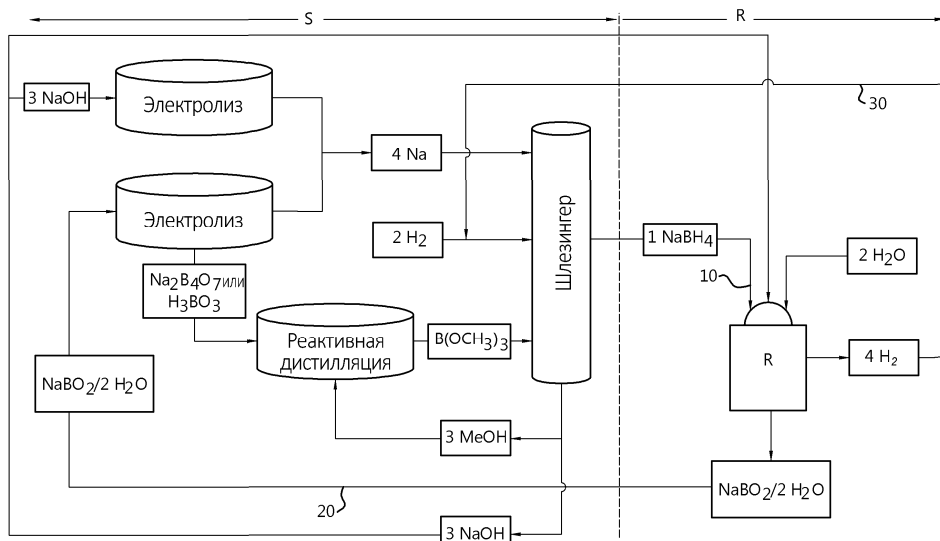 S
R
3 NaOH
Электролиз
30
4 Na
Электролиз
2 H2
Шлезингер
1 NaBH4
2 H2O
10
Na2B4O7или
H3BO3
Реактивная
дистилляция
B(OCH3)3
R
4 H2
NaBO2/2 H2O
3 MeOH
NaBO2/2 H2O
20
3 NaOH